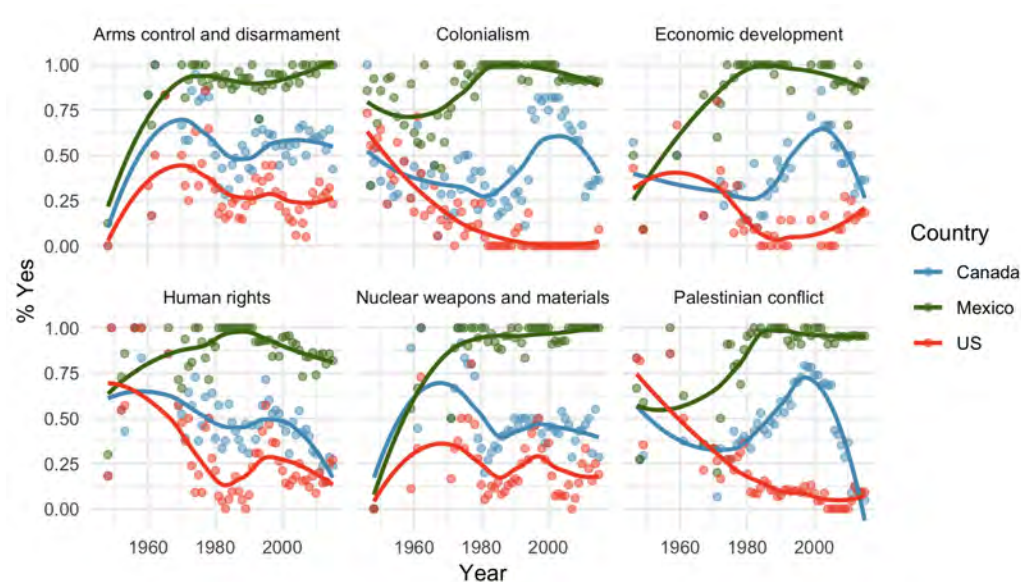 Arms control and disarmament Colonialism Economic development
1.00
0.75
0.50
0.25
0.00
Human rights Nuclear weapons and materials Palestinian conflict
1.00
0.75
0.50
0.25
0.00
1960 1980 2000 1960 1980 2000 1960 1980 2000
Year
% Yes
Country
Canada
Mexico
US